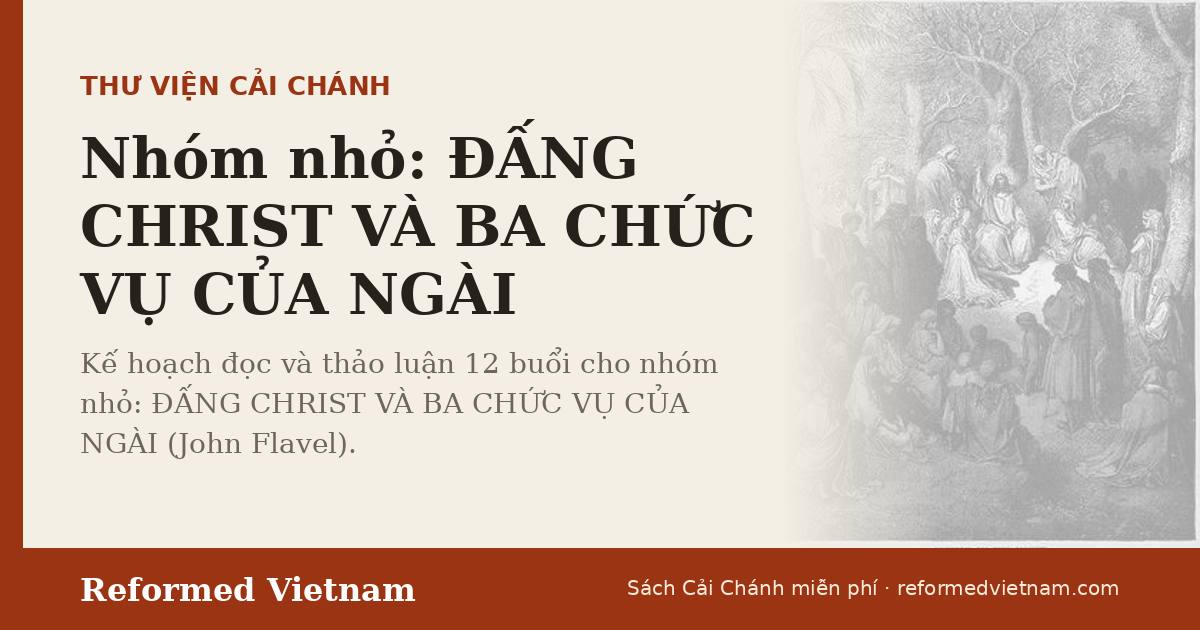 THƯ VIỆN CẢI CHÁNH
Nhóm nhỏ: ĐẤNG
CHRIST VÀ BA CHỨC
VỤ CỦA NGÀI
Kế hoạch đọc và thảo luận 12 buổi cho nhóm
nhỏ: ĐẤNG CHRIST VÀ BA CHỨC VỤ CỦA
NGÀI (John Flavel).
Reformed Vietnam
Sách Cải Chánh miễn phí · reformedvietnam.com